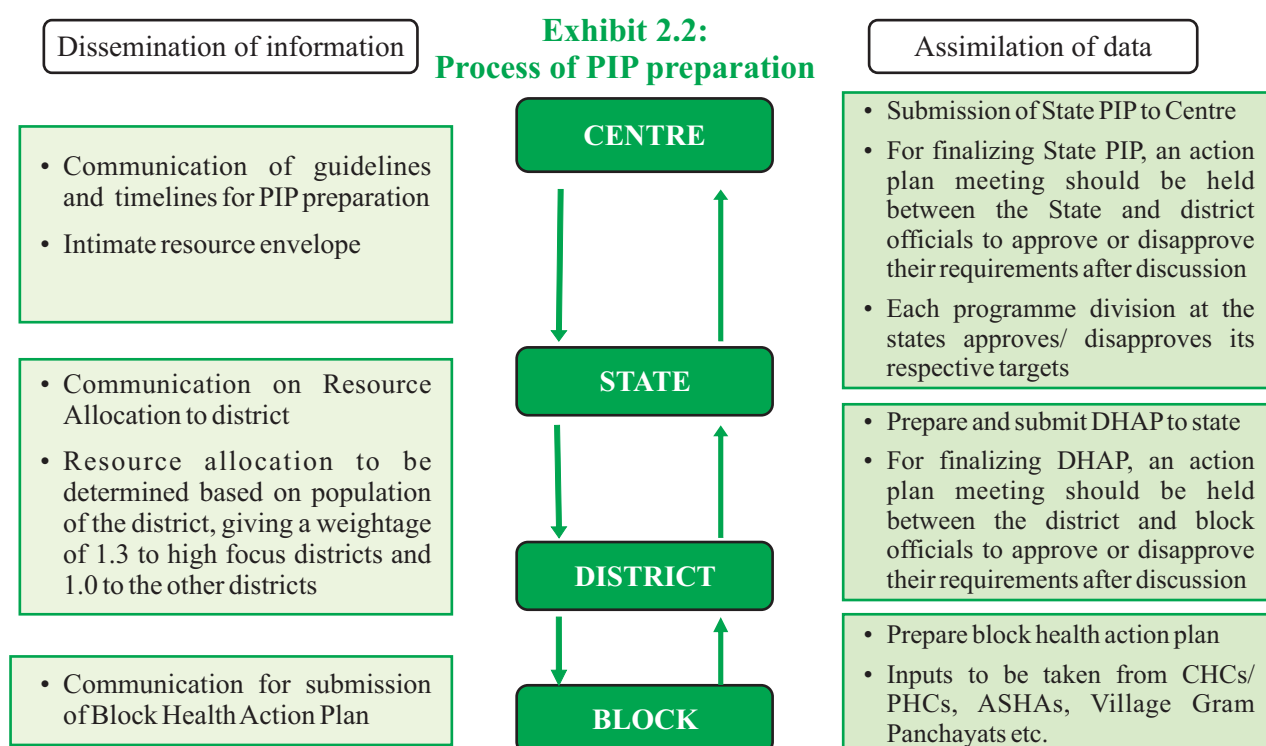 Dissemination of information
Exhibit 2.2:
Process of PIP preparation
Assimilation of data
• Communication of guidelines
and timelines for PIP preparation
• Intimate resource envelope
• Communication on Resource
Allocation to district
• Resource allocation to be
determined based on population
of the district, giving a weightage
of 1.3 to high focus districts and
1.0 to the other districts
• Communication for submission
of Block Health Action Plan
CENTRE
STATE
DISTRICT
BLOCK
• Submission of State PIP to Centre
• For finalizing State PIP, an action
plan meeting should be held
between the State and district
officials to approve or disapprove
their requirements after discussion
• Each programme division at the
states approves/ disapproves its
respective targets
• Prepare and submit DHAP to state
• For finalizing DHAP, an action
plan meeting should be held
between the district and block
officials to approve or disapprove
their requirements after discussion
• Prepare block health action plan
• Inputs to be taken from CHCs/
PHCs, ASHAs, Village Gram
Panchayats etc.